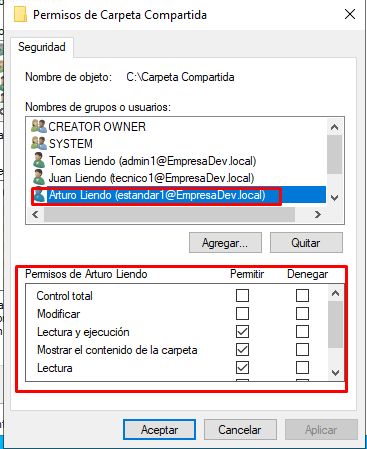 Permisos de Carpeta Compartida
Seguridad
Nombre de objeto: C:\Carpeta Compartida
Nombres de grupos o usuarios:
CREATOR OWNER
SYSTEM
Tomas Liendo (admin1@EmpresaDev.local)
Juan Liendo (tecnico1@EmpresaDev.local)
Arturo Liendo (estandar1@EmpresaDev.local)
Agregar... Quitar
Permisos de Arturo Liendo Permitir Denegar
Control total
Modificar
Lectura y ejecución
Mostrar el contenido de la carpeta
Lectura
Aceptar Cancelar Aplicar